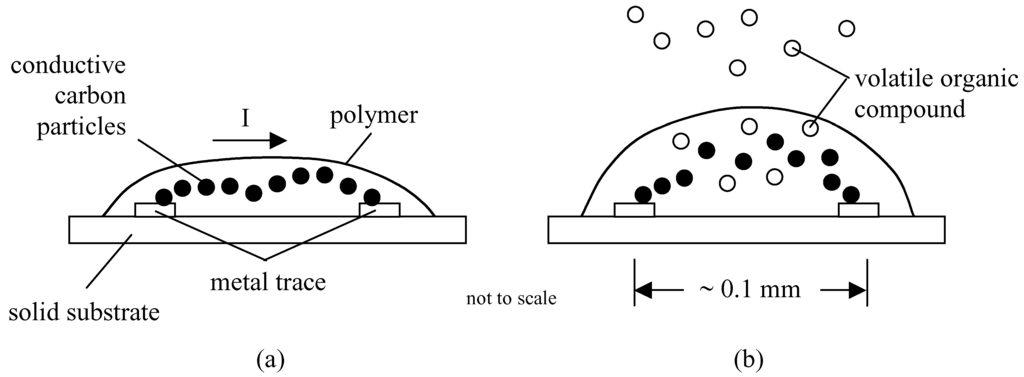 conductive
carbon
particles
I
polymer
metal trace
solid substrate
(a)
volatile organic
compound
not to scale
~ 0.1 mm
(b)